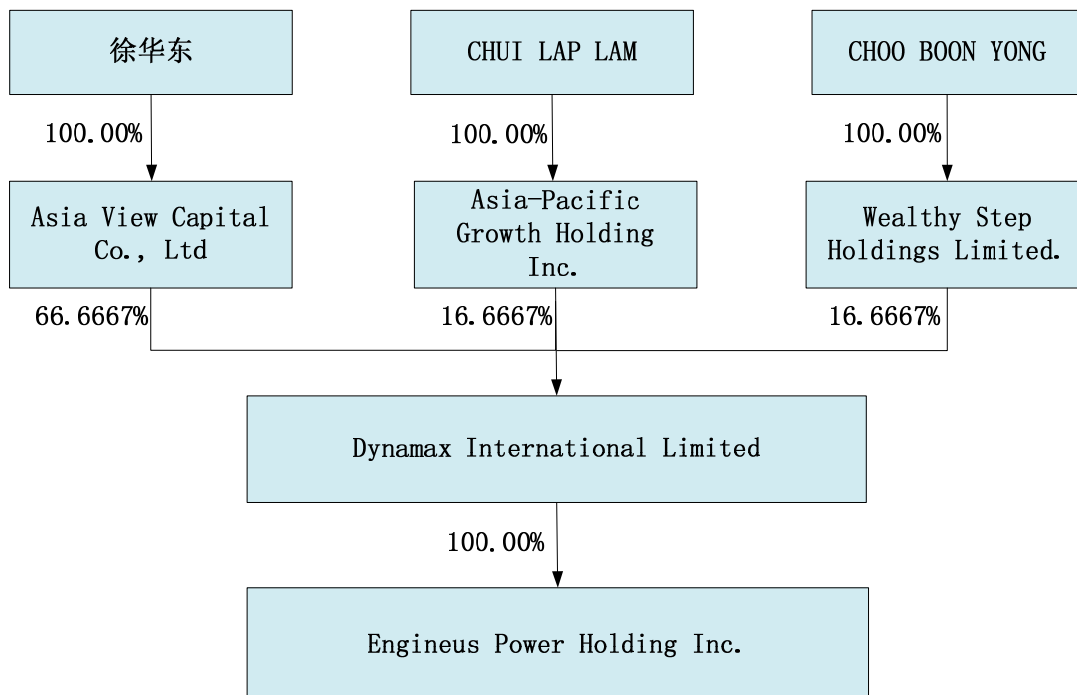 徐华东
CHUI LAP LAM
CHOO BOON YONG
100.00%
100.00%
100.00%
Asia View Capital
Co., Ltd
Asia-Pacific
Growth Holding
Inc.
Wealthy Step
Holdings Limited.
66.6667%
16.6667%
16.6667%
Dynamax International Limited
100.00%
Engineus Power Holding Inc.